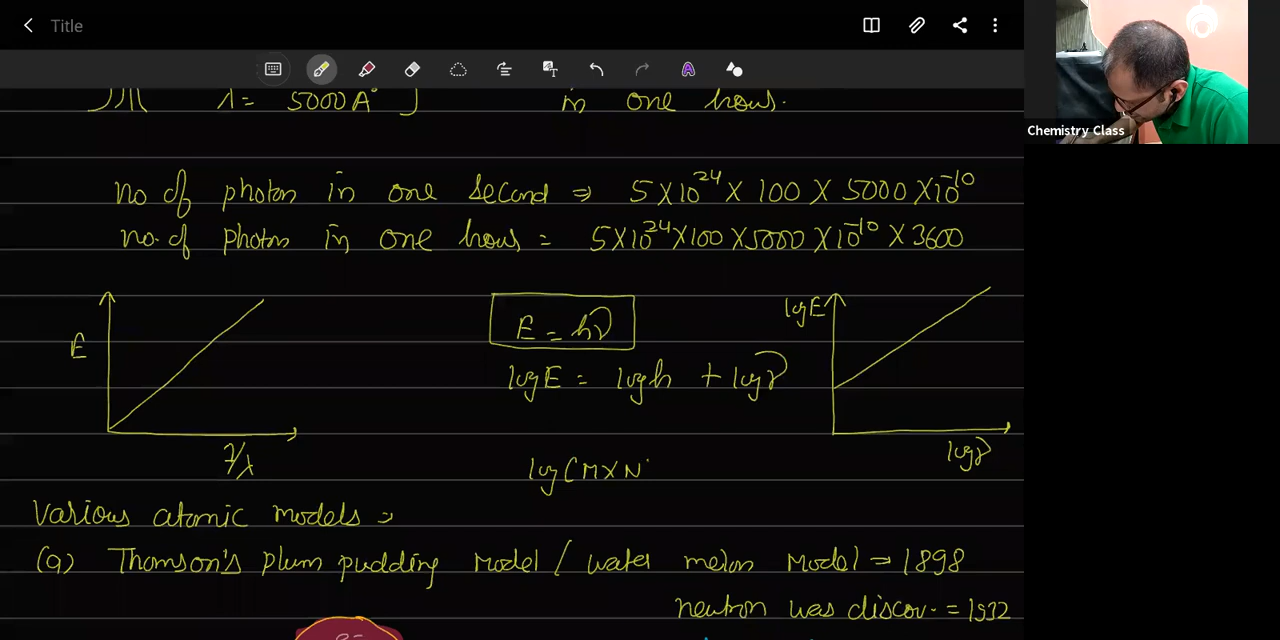 Title
λ = 5000A° in one hour.
Chemistry Class
no of photon in one second ⇒ 5×10²⁴ × 100 × 5000 ×10⁻¹⁰
no. of photon in one hour = 5×10²⁴×100×5000×10⁻¹⁰×3600
E
E = hν
log E
log E = log h + log ν
1/λ
log ν
log (M×N
Various atomic models ⇒
(a) Thomson's plum pudding model / water melon Model = 1898
neutron was discov. = 1932
e-